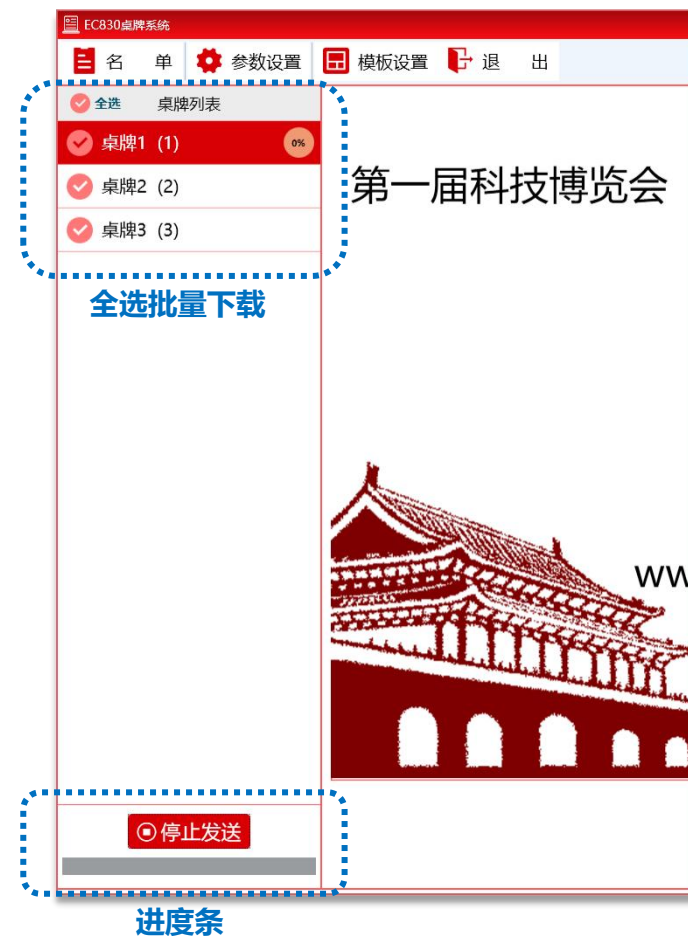 EC830桌牌系统
名 单 参数设置 模板设置 退 出
全选 桌牌列表
桌牌1 (1) 0%
桌牌2 (2)
桌牌3 (3)
全选批量下载
第一届科技博览会
ww
停止发送
进度条